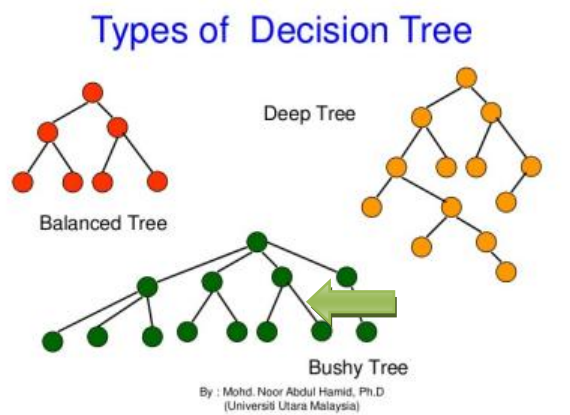 Types of Decision Tree
Deep Tree
Balanced Tree
Bushy Tree
By : Mohd. Noor Abdul Hamid, Ph.D
(Universiti Utara Malaysia)